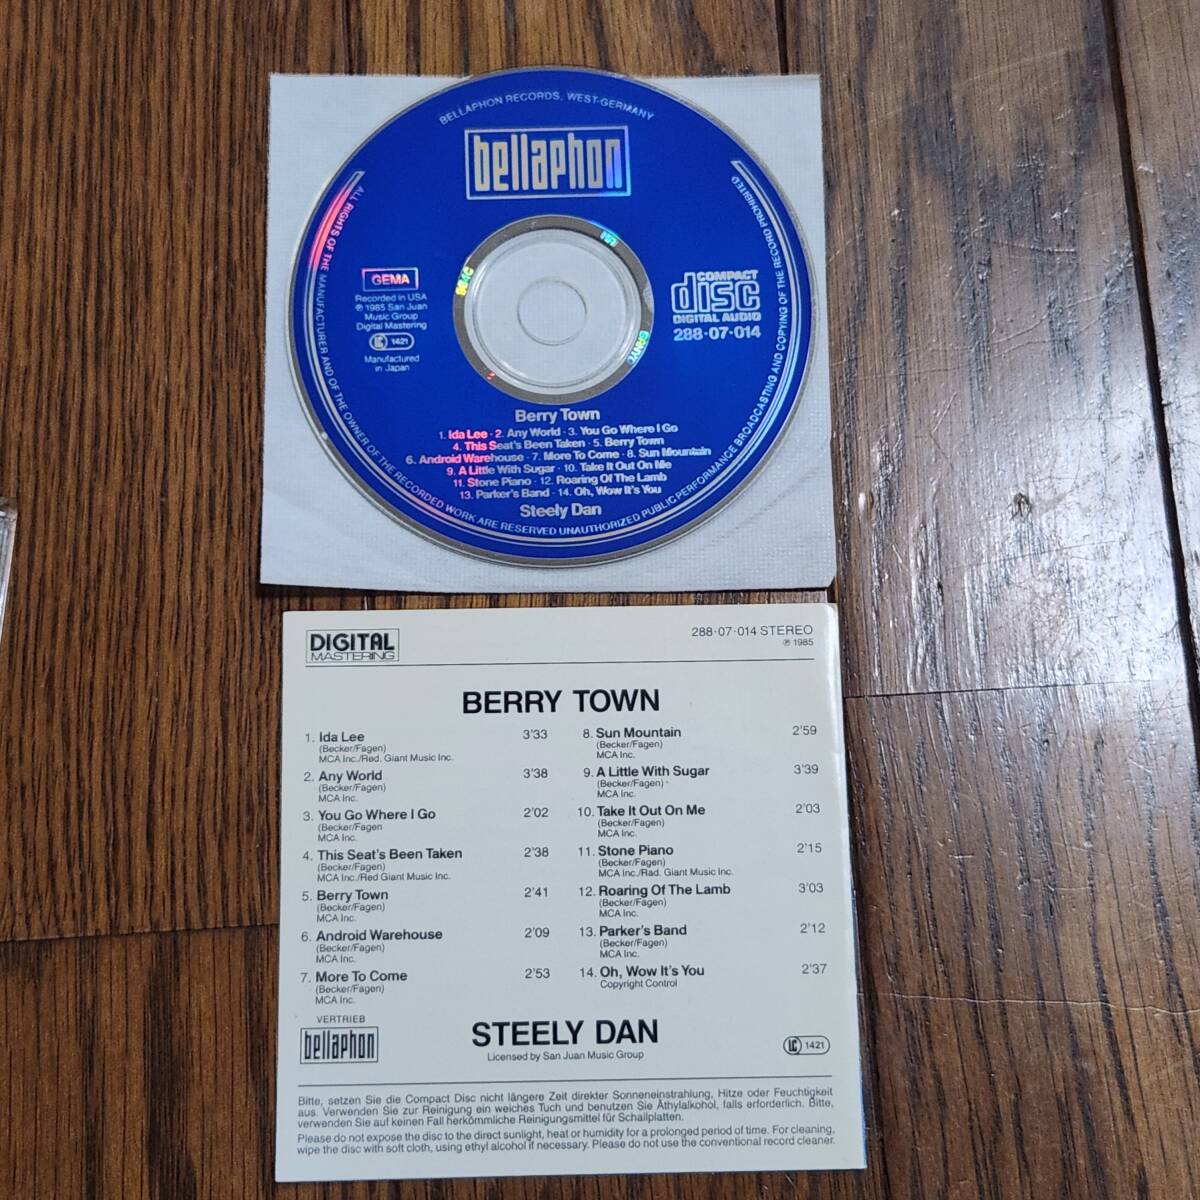 BELLAPHON RECORDS, WEST-GERMANY
bellaphon
ALL RIGHTS OF THE MANUFACTURER AND OF THE OWNER OF THE RECORDED WORK ARE RESERVED UNAUTHORIZED PUBLIC PERFORMANCE BROADCASTING AND COPYING OF THE RECORD PROHIBITED
GEMA
Recorded in USA
℗ 1985 San Juan
Music Group
Digital Mastering
LC 1421
Manufactured
in Japan
COMPACT
disc
DIGITAL AUDIO
288·07·014
Berry Town
1. Ida Lee · 2. Any World · 3. You Go Where I Go
4. This Seat's Been Taken · 5. Berry Town
6. Android Warehouse · 7. More To Come · 8. Sun Mountain
9. A Little With Sugar · 10. Take It Out On Me
11. Stone Piano · 12. Roaring Of The Lamb
13. Parker's Band · 14. Oh, Wow It's You
Steely Dan
DIGITAL
MASTERING
288·07·014 STEREO
℗ 1985
BERRY TOWN
1. Ida Lee 3'33
(Becker/Fagen)
MCA Inc./Red. Giant Music Inc.
2. Any World 3'38
(Becker/Fagen)
MCA Inc.
3. You Go Where I Go 2'02
(Becker/Fagen
MCA Inc.
4. This Seat's Been Taken 2'38
(Becker/Fagen)
MCA Inc./Red Giant Music Inc.
5. Berry Town 2'41
(Becker/Fagen)
MCA Inc.
6. Android Warehouse 2'09
(Becker/Fagen)
MCA Inc.
7. More To Come 2'53
(Becker/Fagen)
MCA Inc.
8. Sun Mountain 2'59
(Becker/Fagen)
MCA Inc.
9. A Little With Sugar 3'39
(Becker/Fagen)
MCA Inc.
10. Take It Out On Me 2'03
(Becker/Fagen)
MCA Inc.
11. Stone Piano 2'15
(Becker/Fagen)
MCA Inc./Rad. Giant Music Inc.
12. Roaring Of The Lamb 3'03
(Becker/Fagen)
MCA Inc.
13. Parker's Band 2'12
(Becker/Fagen)
MCA Inc.
14. Oh, Wow It's You 2'37
Copyright Control
VERTRIEB
bellaphon
STEELY DAN
Licensed by San Juan Music Group
LC 1421
Bitte, setzen Sie die Compact Disc nicht längere Zeit direkter Sonneneinstrahlung, Hitze oder Feuchtigkeit
aus. Verwenden Sie zur Reinigung ein weiches Tuch und benutzen Sie Äthylalkohol, falls erforderlich. Bitte,
verwenden Sie auf keinen Fall herkömmliche Reinigungsmittel für Schallplatten.
Please do not expose the disc to the direct sunlight, heat or humidity for a prolonged period of time. For cleaning,
wipe the disc with soft cloth, using ethyl alcohol if necessary. Please do not use the conventional record cleaner.